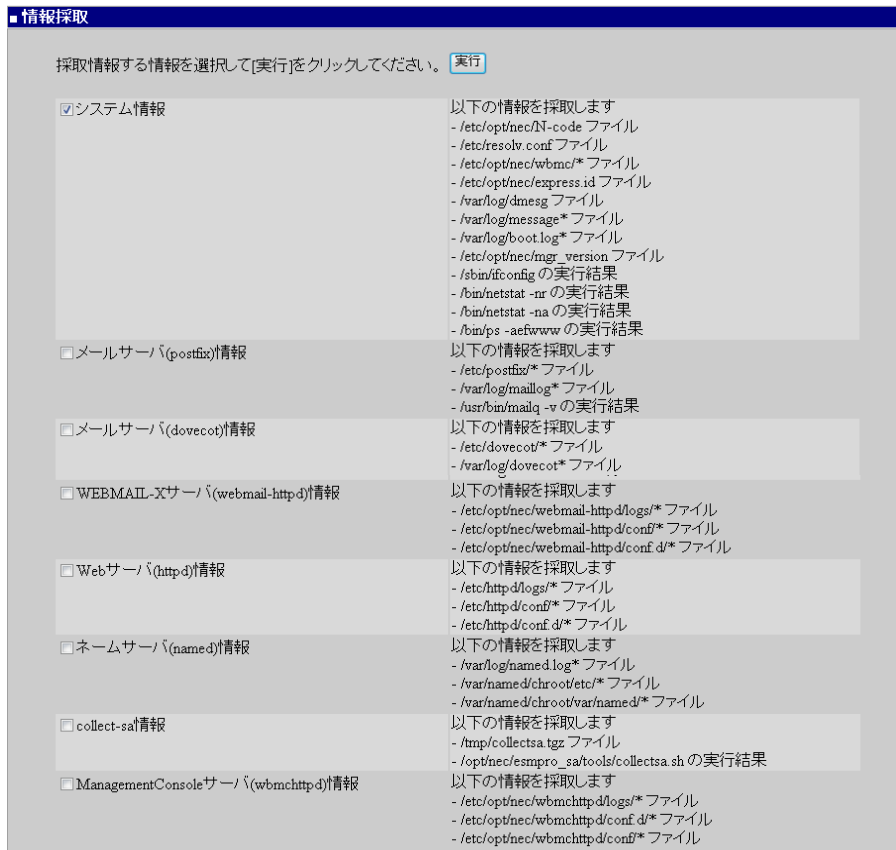 ■ 情報採取
採取情報する情報を選択して[実行]をクリックしてください。 実行
システム情報
以下の情報を採取します
- /etc/opt/nec/N-code ファイル
- /etc/resolv.conf ファイル
- /etc/opt/nec/wbmc/* ファイル
- /etc/opt/nec/express.id ファイル
- /var/log/dmesg ファイル
- /var/log/message* ファイル
- /var/log/boot.log* ファイル
- /etc/opt/nec/mgr_version ファイル
- /sbin/ifconfig の実行結果
- /bin/netstat -nr の実行結果
- /bin/netstat -na の実行結果
- /bin/ps -aefwww の実行結果
メールサーバ(postfix)情報
以下の情報を採取します
- /etc/postfix/* ファイル
- /var/log/maillog* ファイル
- /usr/bin/mailq -v の実行結果
メールサーバ(dovecot)情報
以下の情報を採取します
- /etc/dovecot/* ファイル
- /var/log/dovecot* ファイル
WEBMAIL-Xサーバ(webmail-httpd)情報
以下の情報を採取します
- /etc/opt/nec/webmail-httpd/logs/* ファイル
- /etc/opt/nec/webmail-httpd/conf/* ファイル
- /etc/opt/nec/webmail-httpd/conf.d/* ファイル
Webサーバ(httpd)情報
以下の情報を採取します
- /etc/httpd/logs/* ファイル
- /etc/httpd/conf/* ファイル
- /etc/httpd/conf.d/* ファイル
ネームサーバ(named)情報
以下の情報を採取します
- /var/log/named.log* ファイル
- /var/named/chroot/etc/* ファイル
- /var/named/chroot/var/named/* ファイル
collect-sa情報
以下の情報を採取します
- /tmp/collectsa.tgz ファイル
- /opt/nec/esmpro_sa/tools/collectsa.sh の実行結果
ManagementConsoleサーバ(wbmchttpd)情報
以下の情報を採取します
- /etc/opt/nec/wbmchttpd/logs/* ファイル
- /etc/opt/nec/wbmchttpd/conf.d/* ファイル
- /etc/opt/nec/wbmchttpd/conf/* ファイル